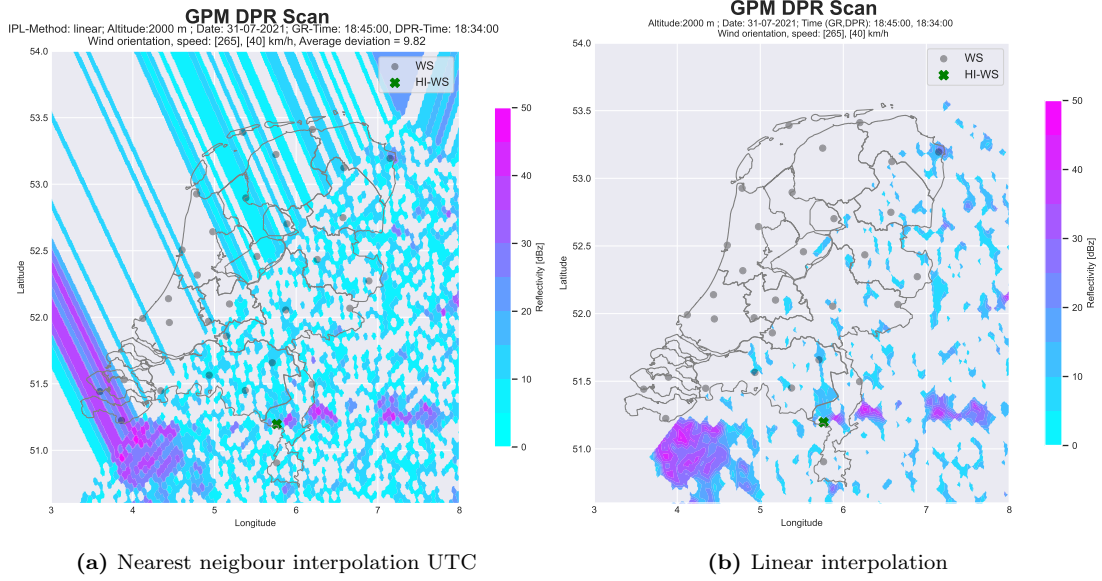 GPM DPR Scan
IPL-Method: linear; Altitude:2000 m ; Date: 31-07-2021; GR-Time: 18:45:00, DPR-Time: 18:34:00
Wind orientation, speed: [265], [40] km/h, Average deviation = 9.82
54.0
53.5
53.0
52.5
52.0
51.5
51.0
Latitude
3
4
5
6
7
8
Longitude
WS
HI-WS
50
40
30
20
10
0
Reflectivity [dBz]
(a) Nearest neigbour interpolation UTC
GPM DPR Scan
Altitude:2000 m ; Date: 31-07-2021; Time (GR,DPR): 18:45:00, 18:34:00
Wind orientation, speed: [265], [40] km/h
54.0
53.5
53.0
52.5
52.0
51.5
51.0
Latitude
3
4
5
6
7
8
Longitude
WS
HI-WS
50
40
30
20
10
0
Reflectivity [dBz]
(b) Linear interpolation